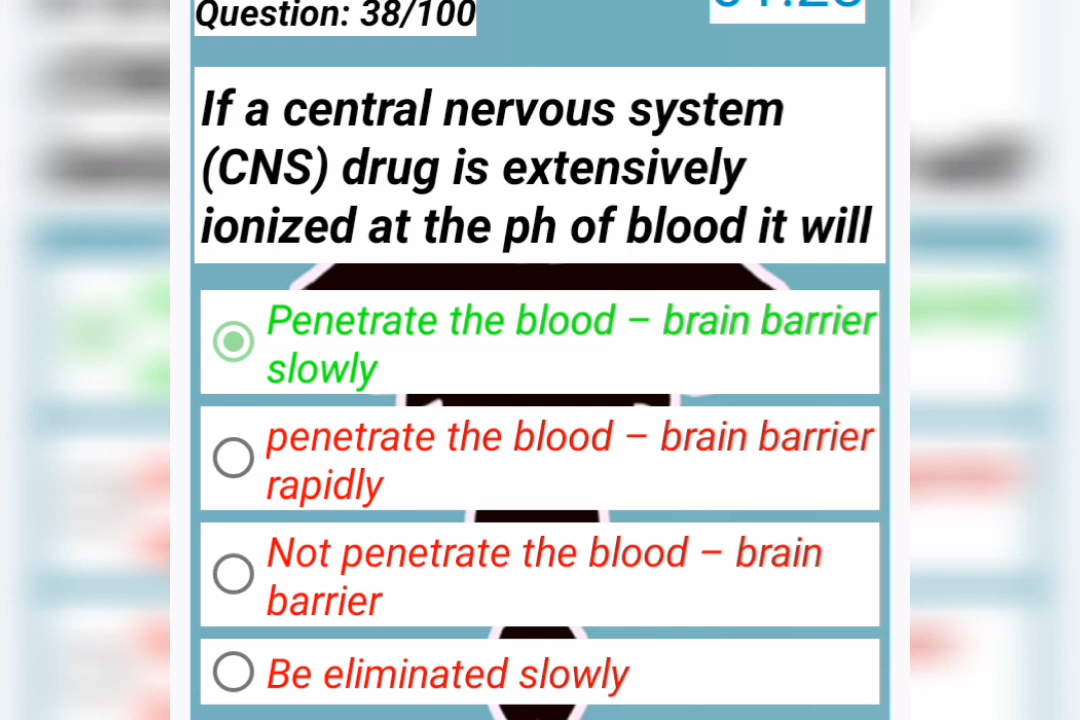 Question: 38/100
If a central nervous system
(CNS) drug is extensively
ionized at the ph of blood it will
Penetrate the blood – brain barrier
slowly
penetrate the blood – brain barrier
rapidly
Not penetrate the blood – brain
barrier
Be eliminated slowly